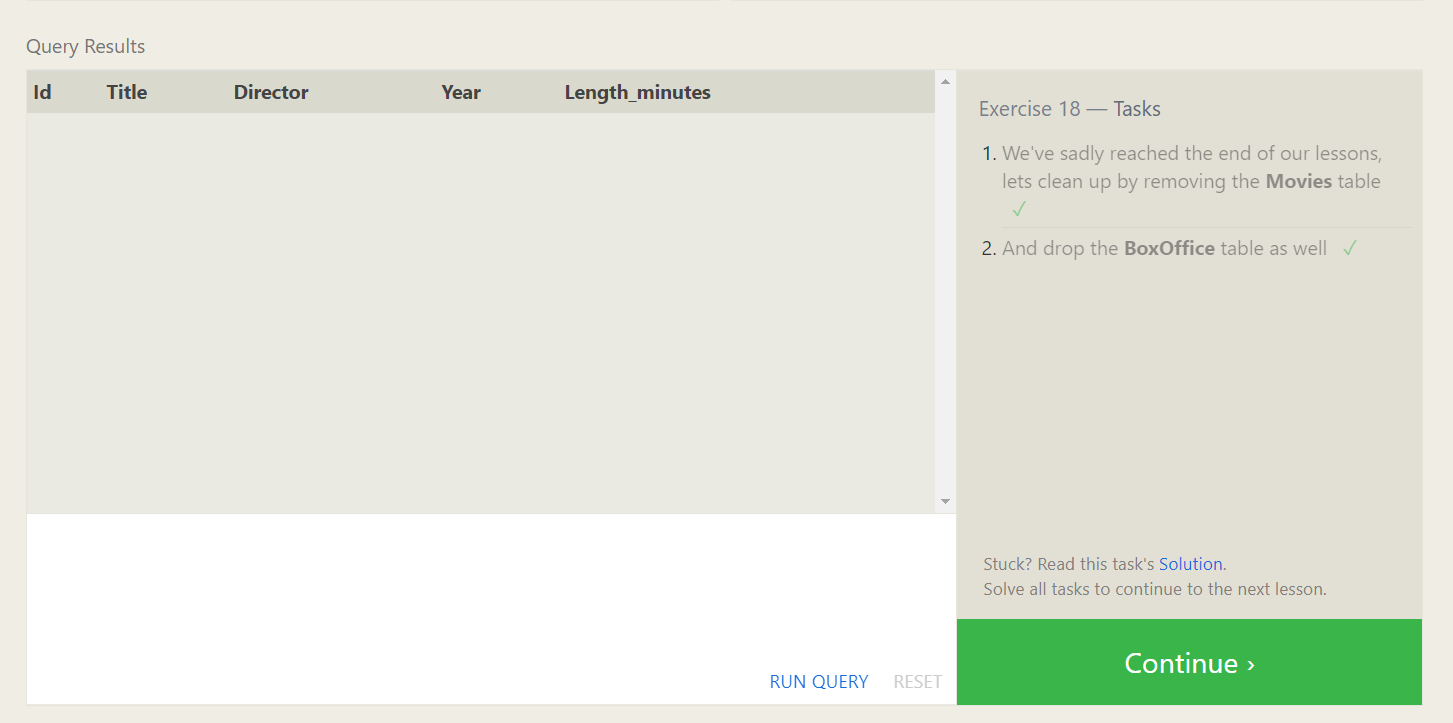 Query Results
Id Title Director Year Length_minutes
Exercise 18 — Tasks
1. We've sadly reached the end of our lessons,
lets clean up by removing the Movies table
✓
2. And drop the BoxOffice table as well ✓
Stuck? Read this task's Solution.
Solve all tasks to continue to the next lesson.
RUN QUERY RESET
Continue ›